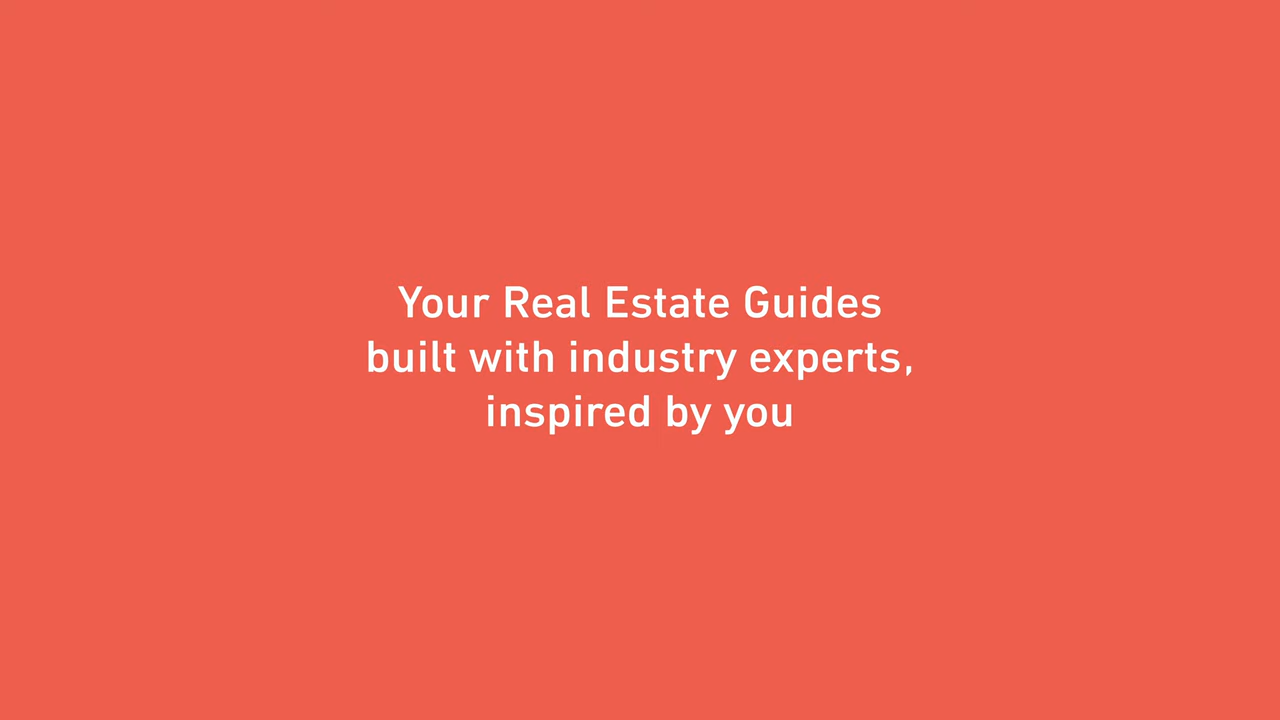 Your Real Estate Guides
built with industry experts,
inspired by you